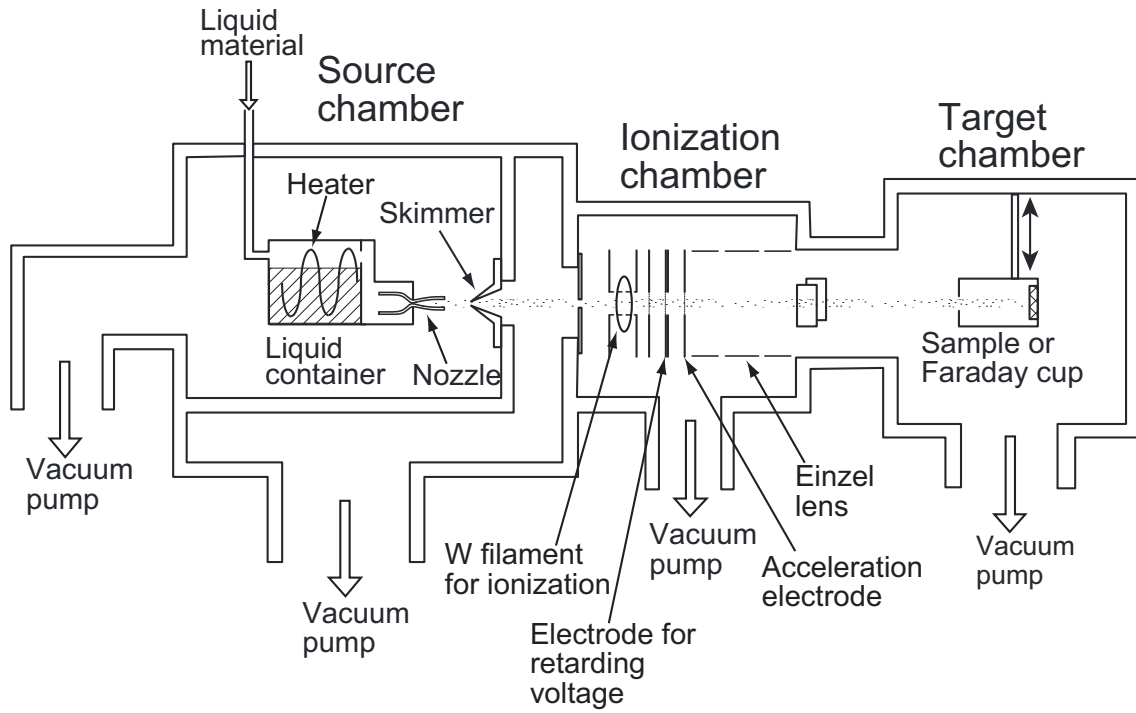 Liquid
material
Source
chamber
Ionization
chamber
Target
chamber
Heater
Skimmer
Liquid
container
Nozzle
Sample or
Faraday cup
Vacuum
pump
Vacuum
pump
W filament
for ionization
Electrode for
retarding
voltage
Vacuum
pump
Acceleration
electrode
Einzel
lens
Vacuum
pump